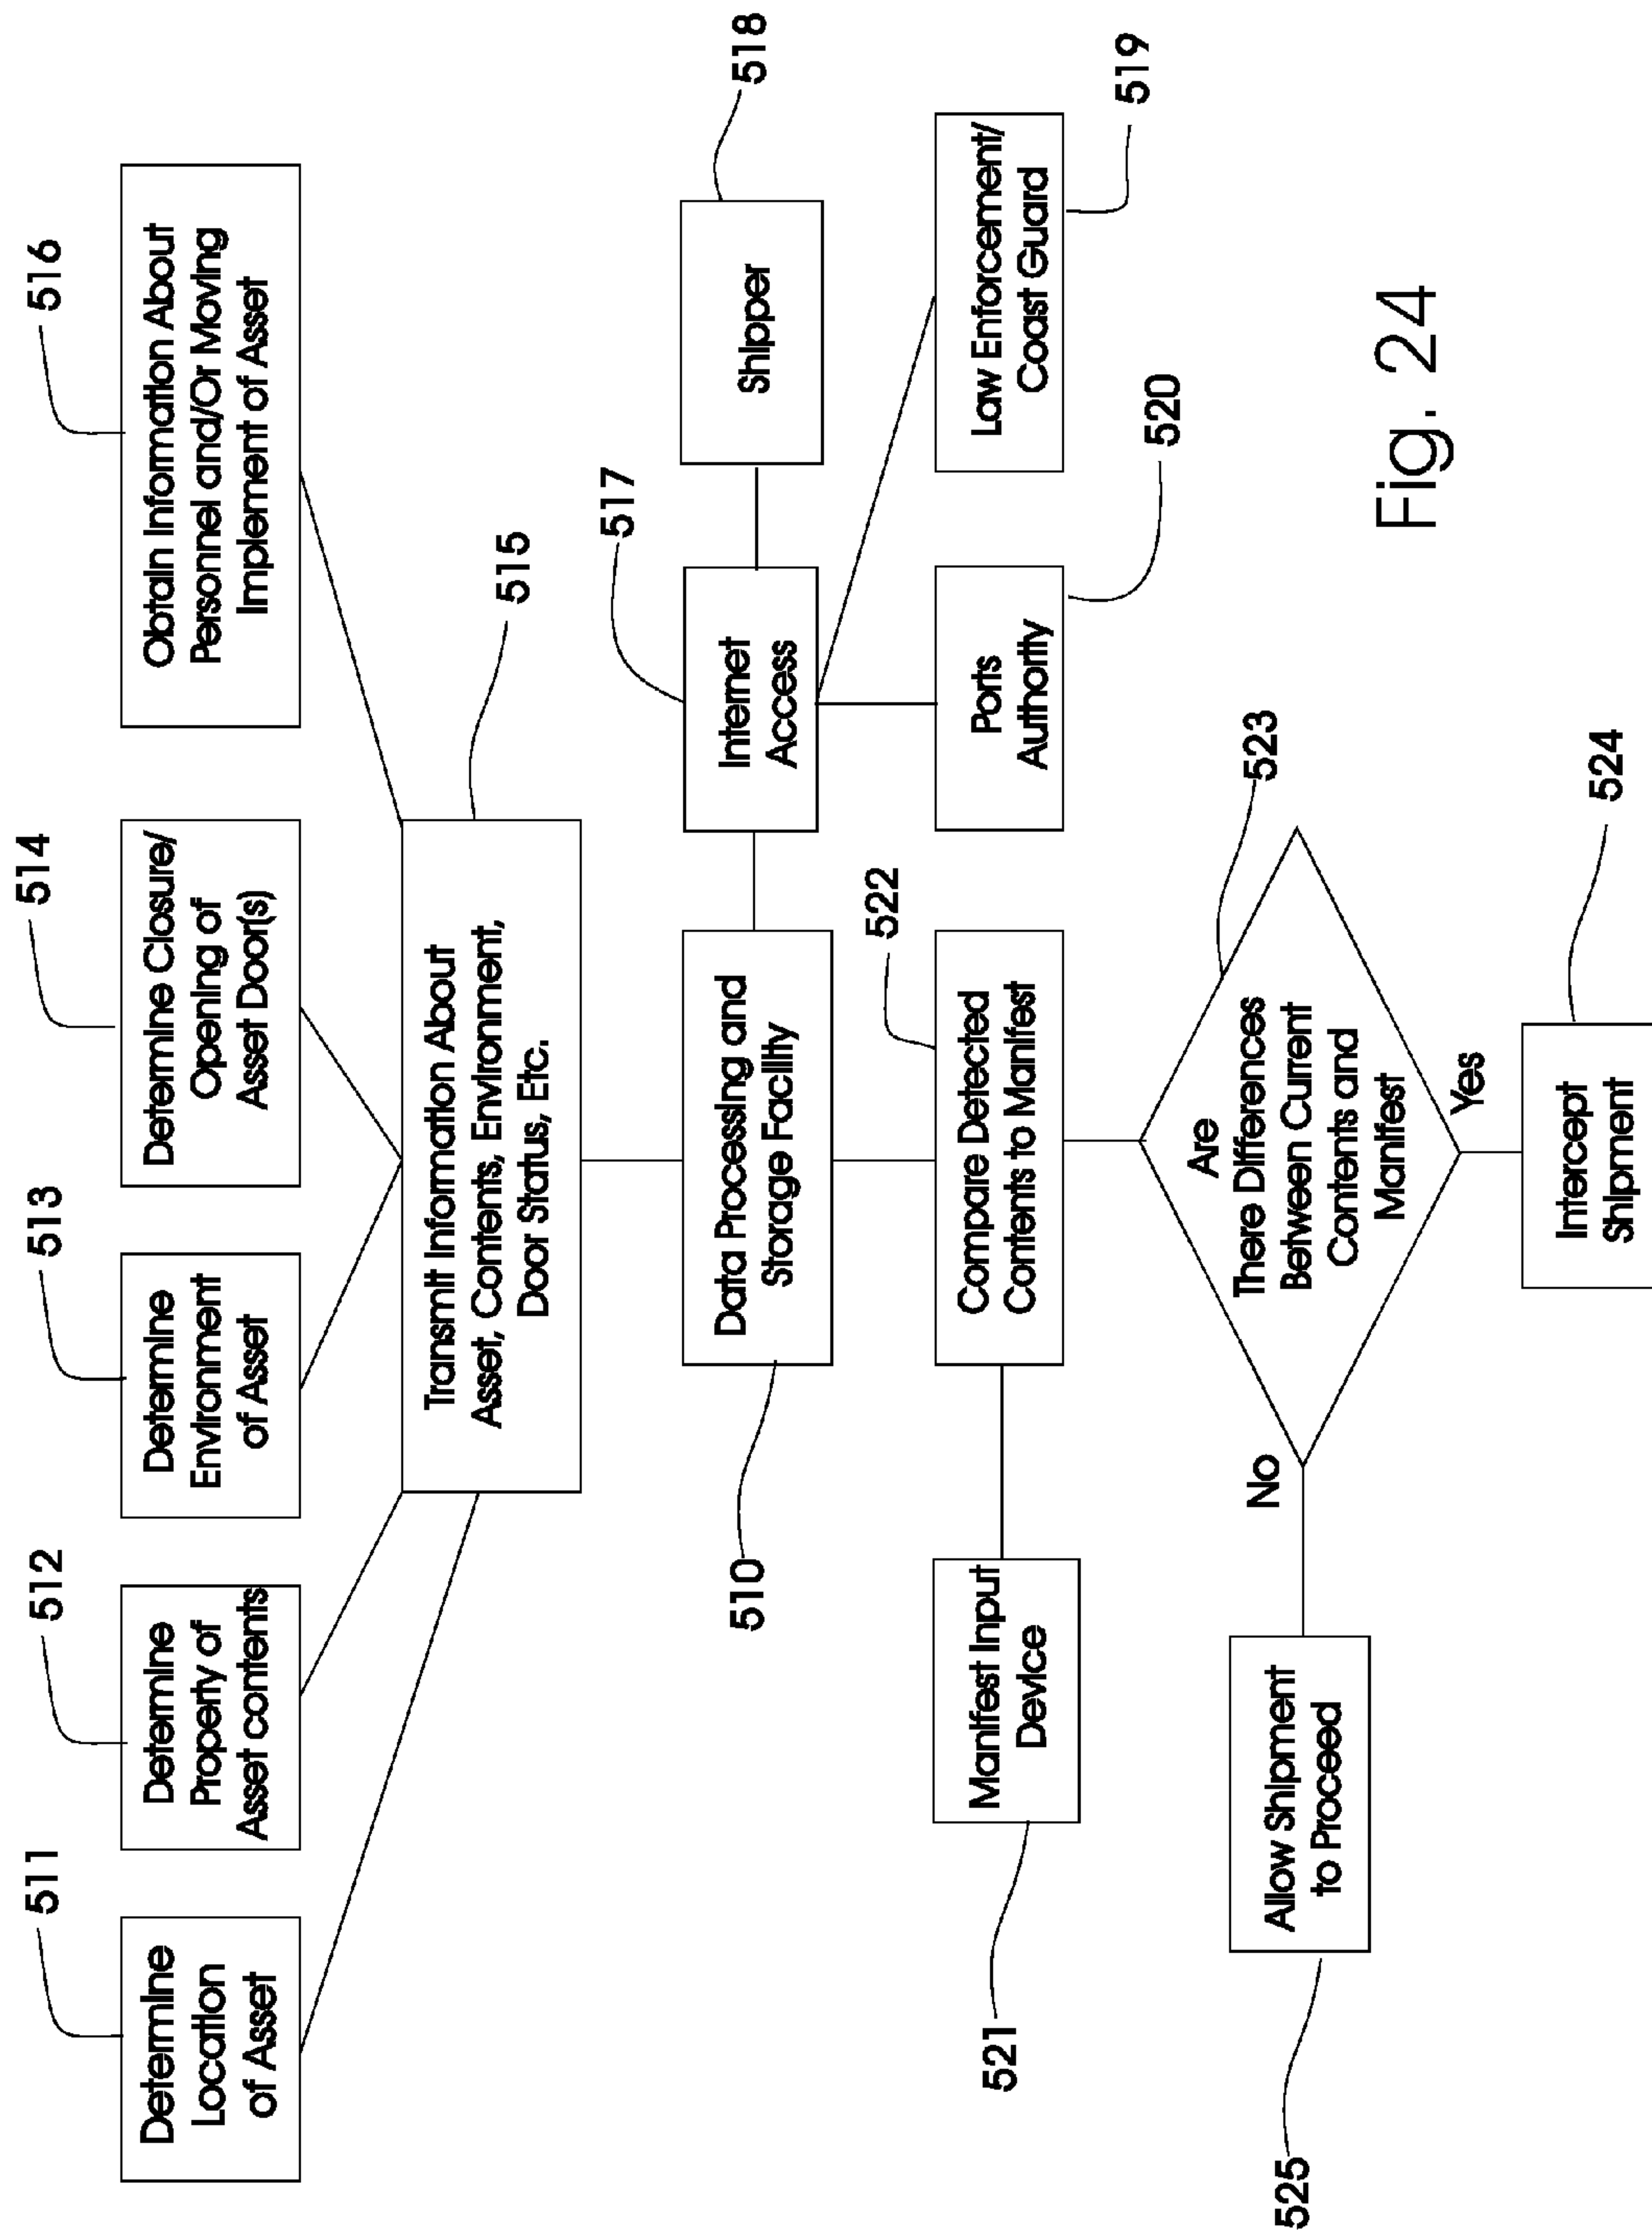 511
Determine
Location
of Asset
512
Determine
Property of
Asset contents
513
Determine
Environment
of Asset
514
Determine Closure/
Opening of
Asset Door(s)
516
Obtain Information About
Personnel and/Or Moving
Implement of Asset
515
Transmit Information About
Asset, Contents, Environment,
Door Status, Etc.
510
Data Processing and
Storage Facility
517
Internet
Access
518
Shipper
521
Manifest Input
Device
522
Compare Detected
Contents to Manifest
520
Ports
Authority
519
Law Enforcement/
Coast Guard
523
Are
There Differences
Between Current
Contents and
Manifest
No
Yes
525
Allow Shipment
to Proceed
524
Intercept
Shipment
Fig. 24